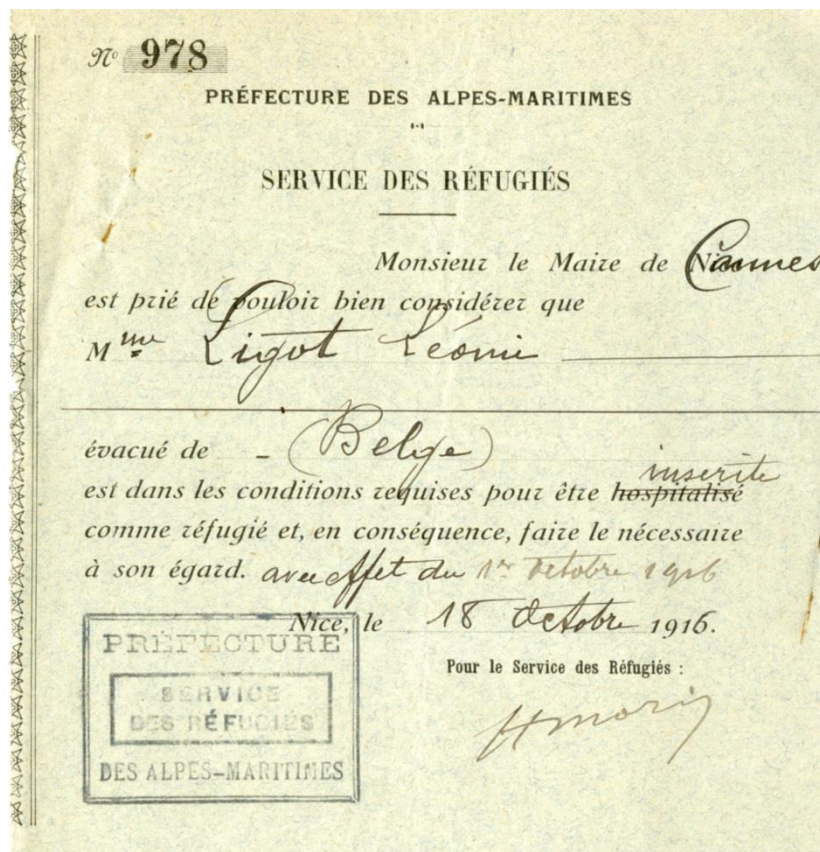 No 978
PRÉFECTURE DES ALPES-MARITIMES
SERVICE DES RÉFUGIÉS
Monsieur le Maire de Cannes
est prié de vouloir bien considérer que
Mme Ligot Léonie
évacué de - (Belge)
inscrite
est dans les conditions requises pour être hospitalisé
comme réfugié et, en conséquence, faire le nécessaire
à son égard. avec effet du 1er Octobre 1916
Nice, le 18 Octobre 1916.
Pour le Service des Réfugiés :
PRÉFECTURE
SERVICE
DES RÉFUGIÉS
DES ALPES-MARITIMES